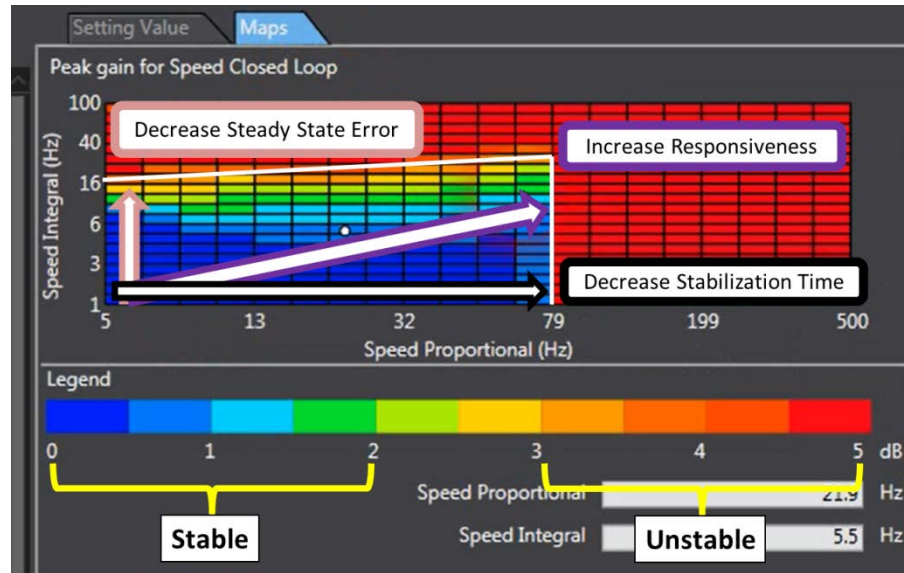 Setting Value
Maps
Peak gain for Speed Closed Loop
Speed Integral (Hz)
100
40
16
6
3
1
Decrease Steady State Error
Increase Responsiveness
Decrease Stabilization Time
5 13 32 79 199 500
Speed Proportional (Hz)
Legend
0 1 2 3 4 5 dB
Speed Proportional 21.9 Hz
Speed Integral 5.5 Hz
Stable
Unstable